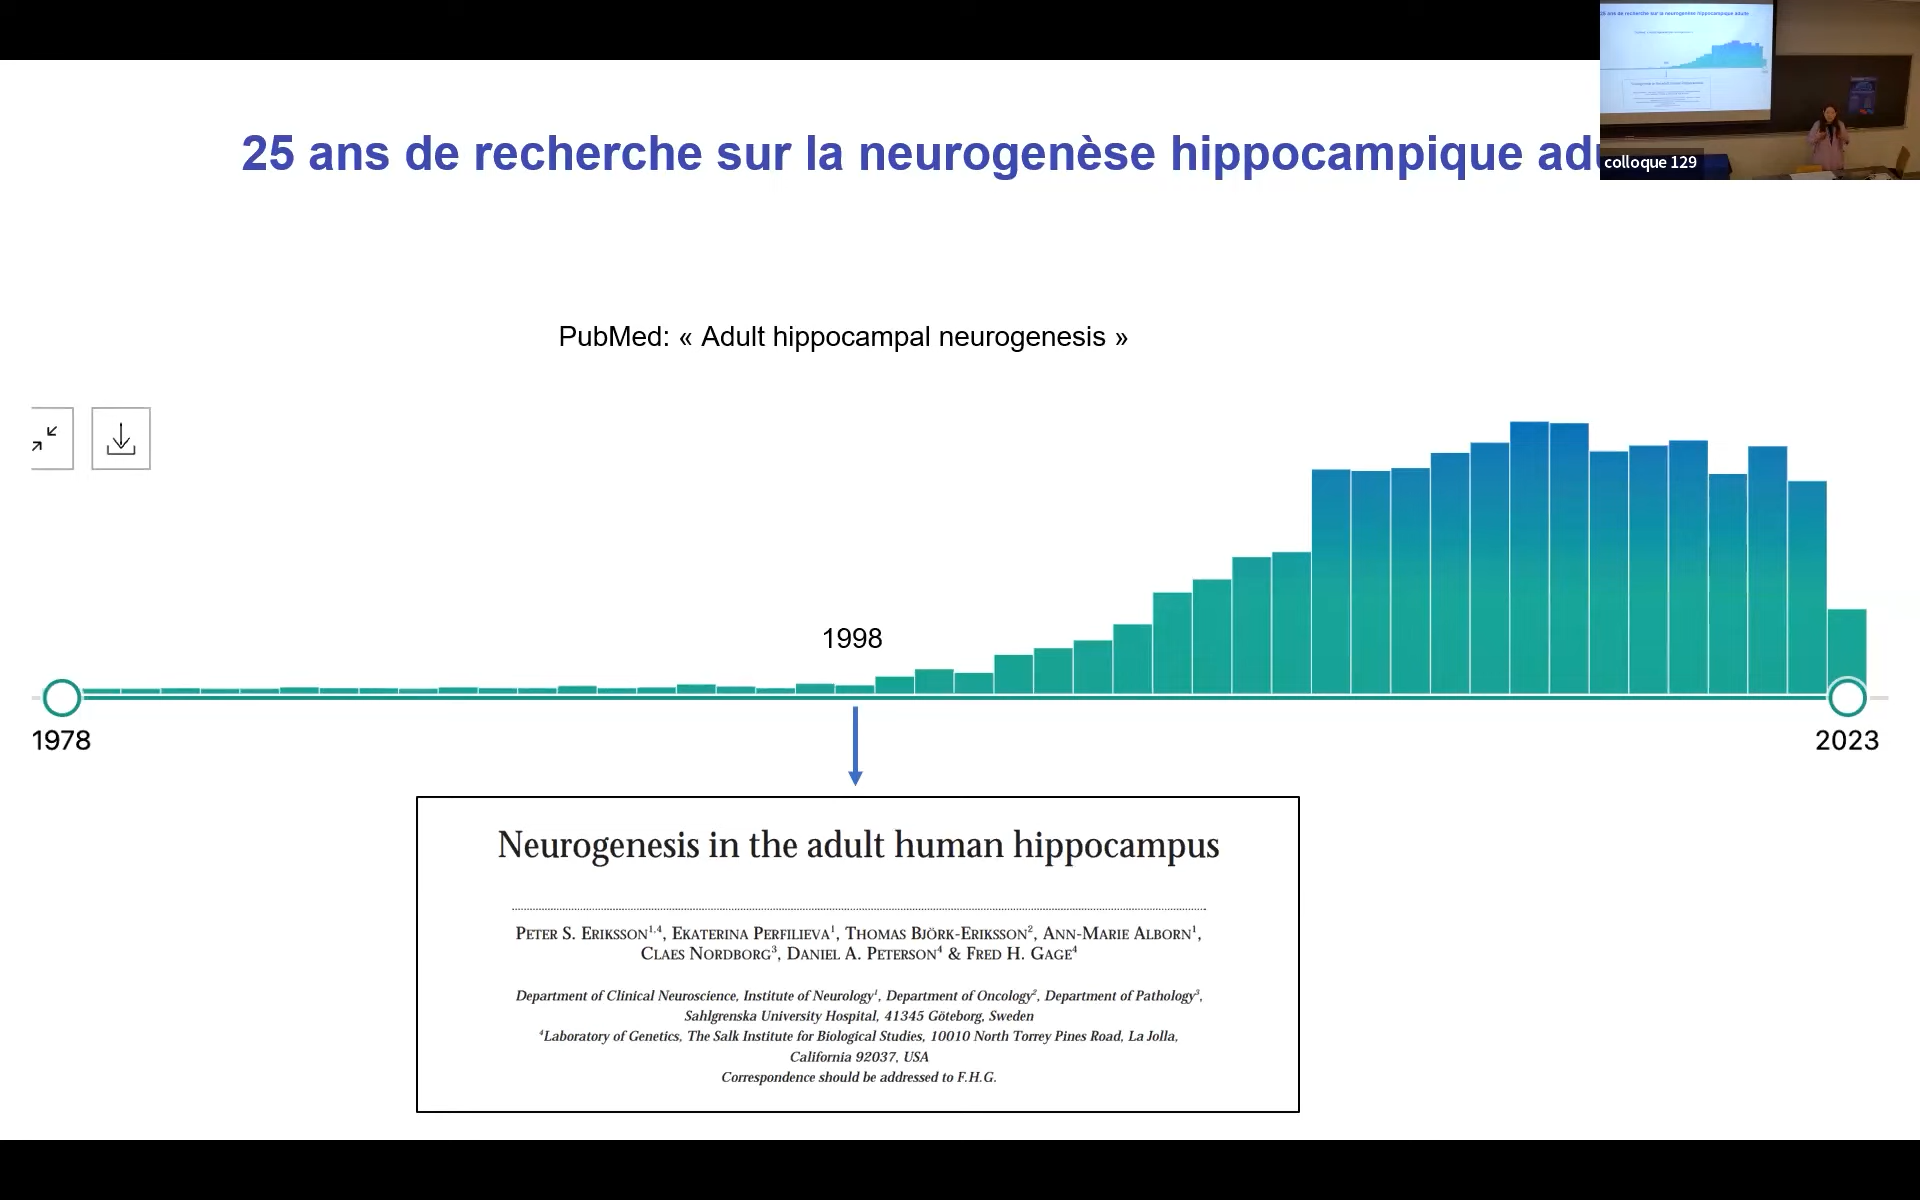 25 ans de recherche sur la neurogenèse hippocampique
colloque 129
PubMed: « Adult hippocampal neurogenesis »
1998
1978
2023
Neurogenesis in the adult human hippocampus
PETER S. ERIKSSON1,4, EKATERINA PERFILIEVA1, THOMAS BJÖRK-ERIKSSON2, ANN-MARIE ALBORN1,
CLAES NORDBORG3, DANIEL A. PETERSON4 & FRED H. GAGE4
Department of Clinical Neuroscience, Institute of Neurology1, Department of Oncology2, Department of Pathology3,
Sahlgrenska University Hospital, 41345 Göteborg, Sweden
4Laboratory of Genetics, The Salk Institute for Biological Studies, 10010 North Torrey Pines Road, La Jolla,
California 92037, USA
Correspondence should be addressed to F.H.G.